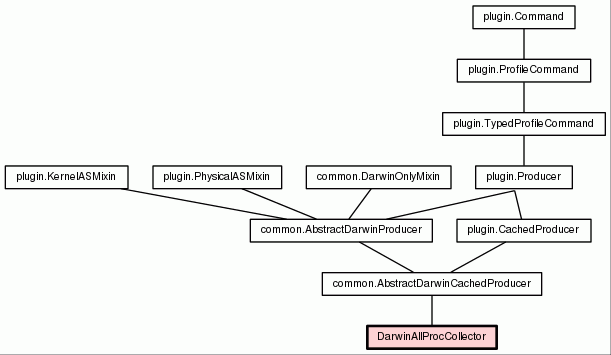 plugin.Command
plugin.ProfileCommand
plugin.TypedProfileCommand
plugin.KernelASMixin
plugin.PhysicalASMixin
common.DarwinOnlyMixin
plugin.Producer
common.AbstractDarwinProducer
plugin.CachedProducer
common.AbstractDarwinCachedProducer
DarwinAllProcCollector